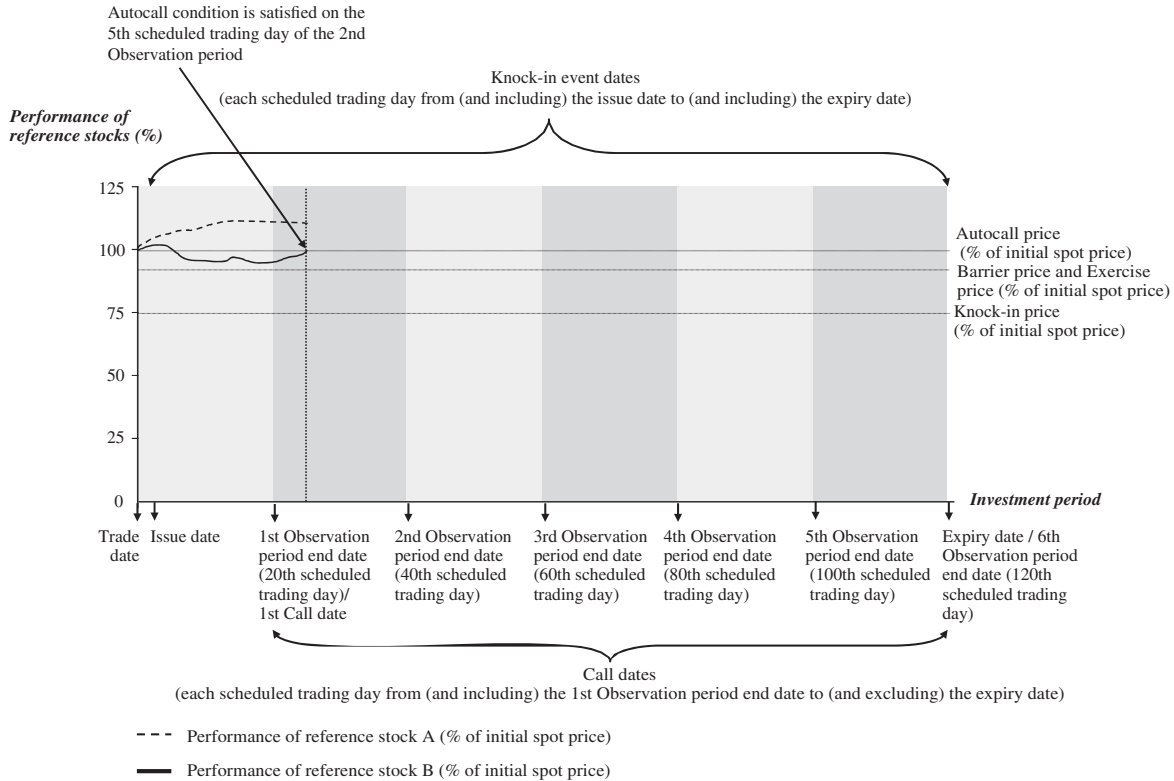 Autocall condition is satisfied on the
5th scheduled trading day of the 2nd
Observation period
Knock-in event dates
(each scheduled trading day from (and including) the issue date to (and including) the expiry date)
Performance of
reference stocks (%)
125
100
75
50
25
0
Autocall price
(% of initial spot price)
Barrier price and Exercise
price (% of initial spot price)
Knock-in price
(% of initial spot price)
Investment period
Trade
date
Issue date
1st Observation
period end date
(20th scheduled
trading day)/
1st Call date
2nd Observation
period end date
(40th scheduled
trading day)
3rd Observation
period end date
(60th scheduled
trading day)
4th Observation
period end date
(80th scheduled
trading day)
5th Observation
period end date
(100th scheduled
trading day)
Expiry date / 6th
Observation period
end date (120th
scheduled trading
day)
Call dates
(each scheduled trading day from (and including) the 1st Observation period end date to (and excluding) the expiry date)
Performance of reference stock A (% of initial spot price)
Performance of reference stock B (% of initial spot price)